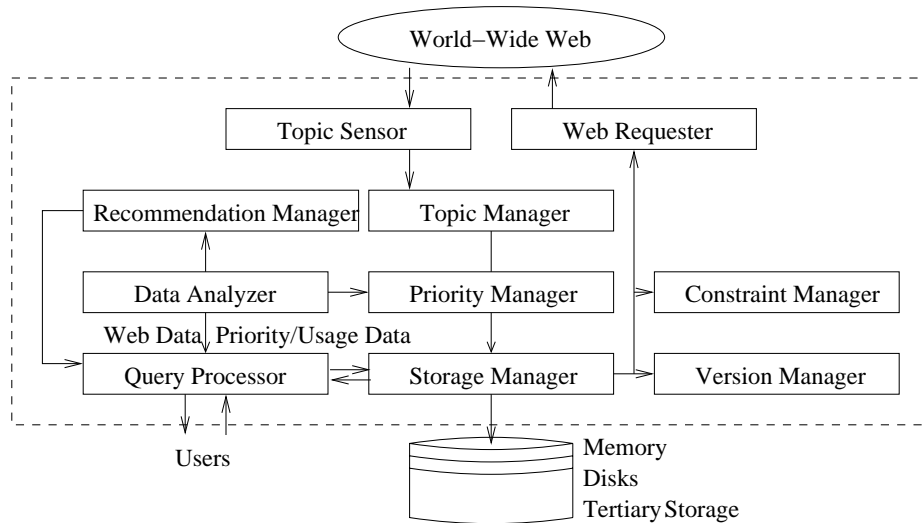 World–Wide Web
Topic Sensor
Web Requester
Recommendation Manager
Topic Manager
Data Analyzer
Priority Manager
Constraint Manager
Web Data
Priority/Usage Data
Query Processor
Storage Manager
Version Manager
Users
Memory
Disks
Tertiary Storage